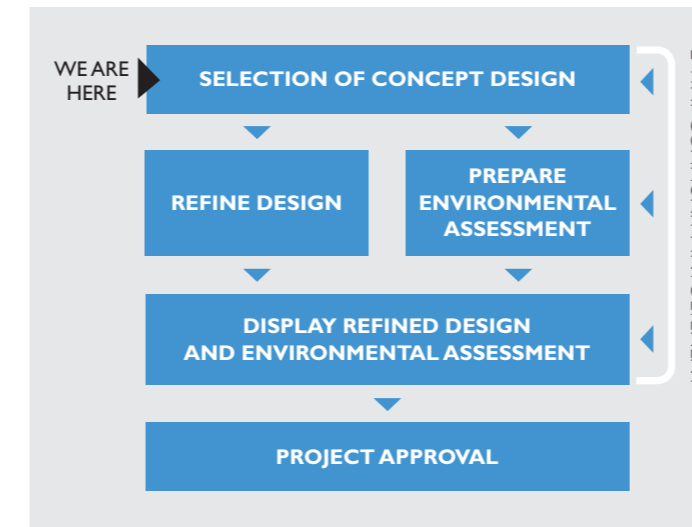 WE ARE
HERE
SELECTION OF CONCEPT DESIGN
REFINE DESIGN
PREPARE
ENVIRONMENTAL
ASSESSMENT
DISPLAY REFINED DESIGN
AND ENVIRONMENTAL ASSESSMENT
PROJECT APPROVAL